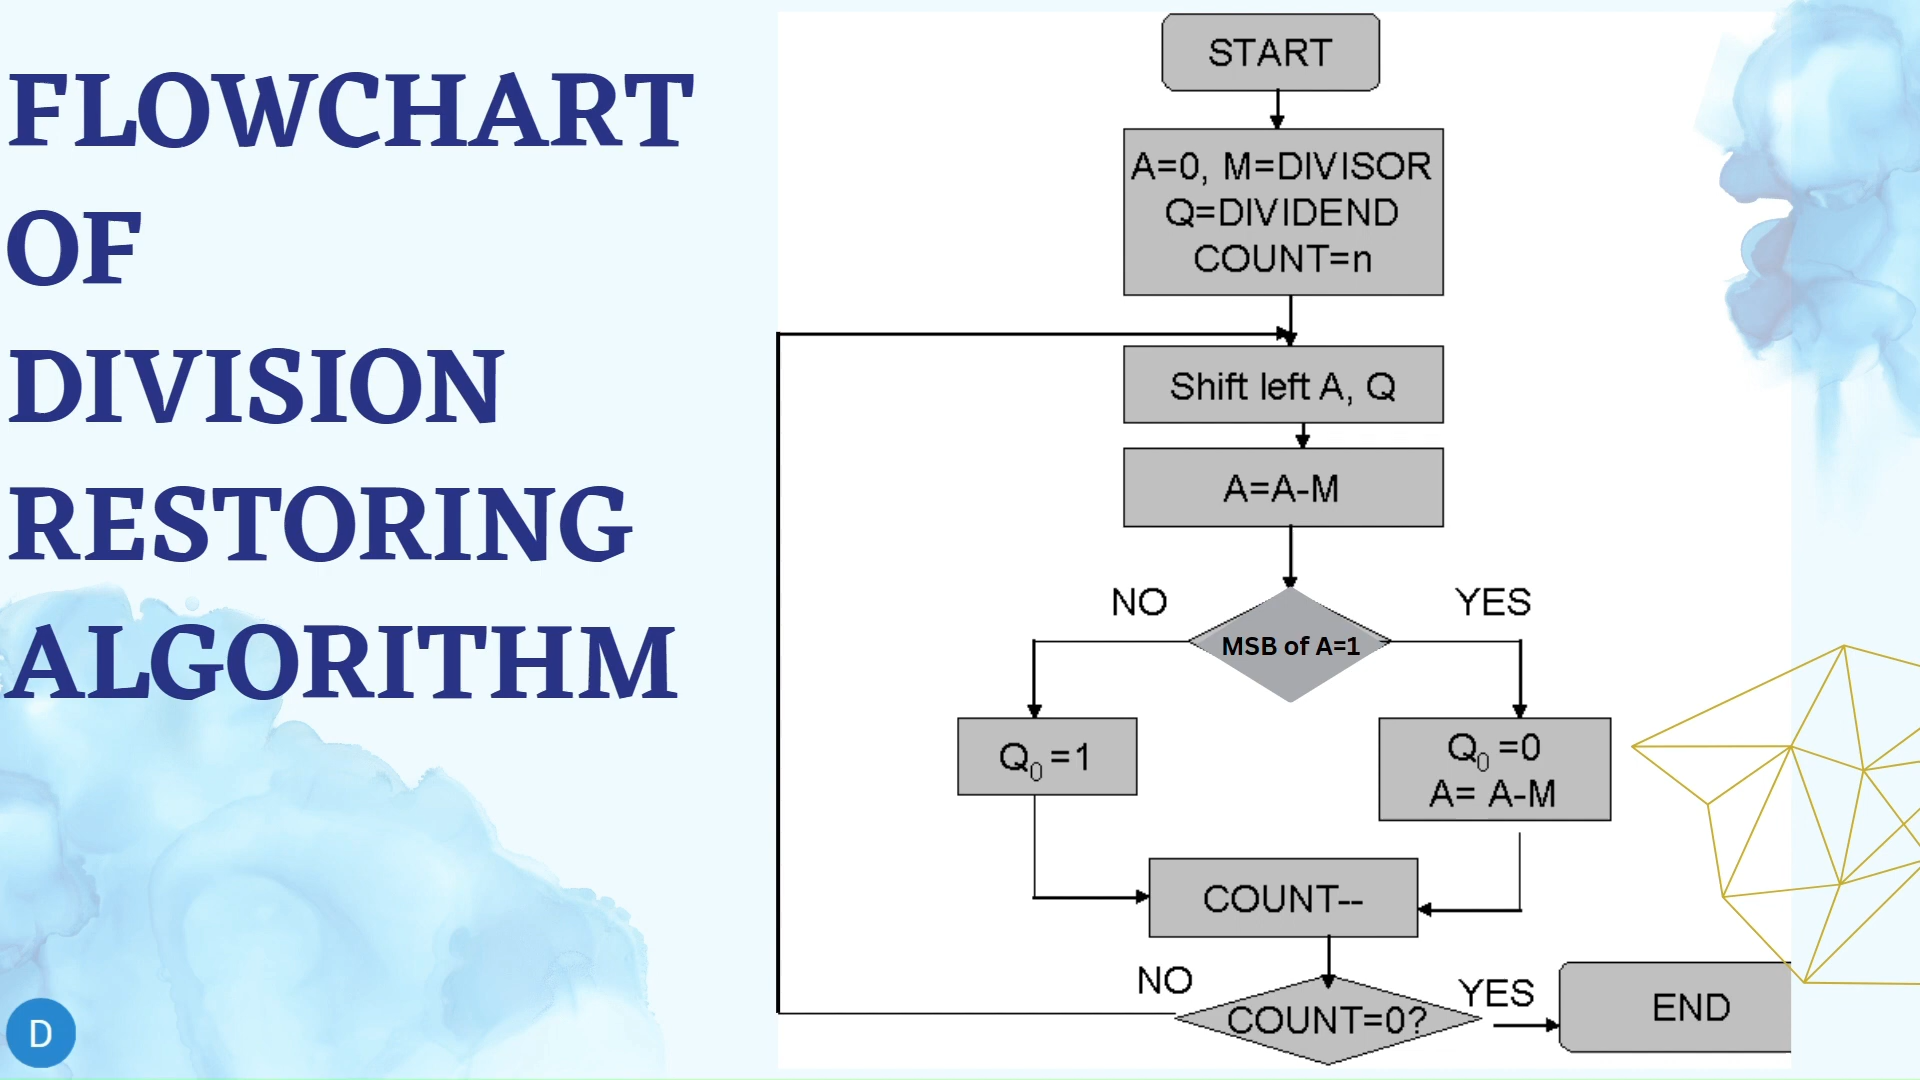 FLOWCHART
OF
DIVISION
RESTORING
ALGORITHM
START
A=0, M=DIVISOR
Q=DIVIDEND
COUNT=n
Shift left A, Q
A=A-M
NO
YES
MSB of A=1
Q₀ =1
Q₀ =0
A= A-M
COUNT--
NO
YES
COUNT=0?
END
D